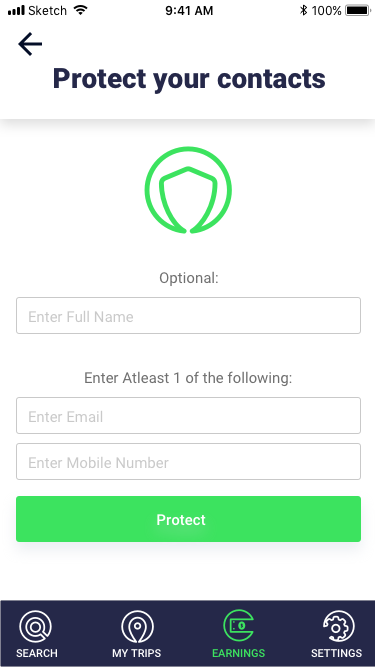 Sketch 9:41 AM 100%
Protect your contacts
Optional:
Enter Full Name
Enter Atleast 1 of the following:
Enter Email
Enter Mobile Number
Protect
SEARCH MY TRIPS EARNINGS SETTINGS